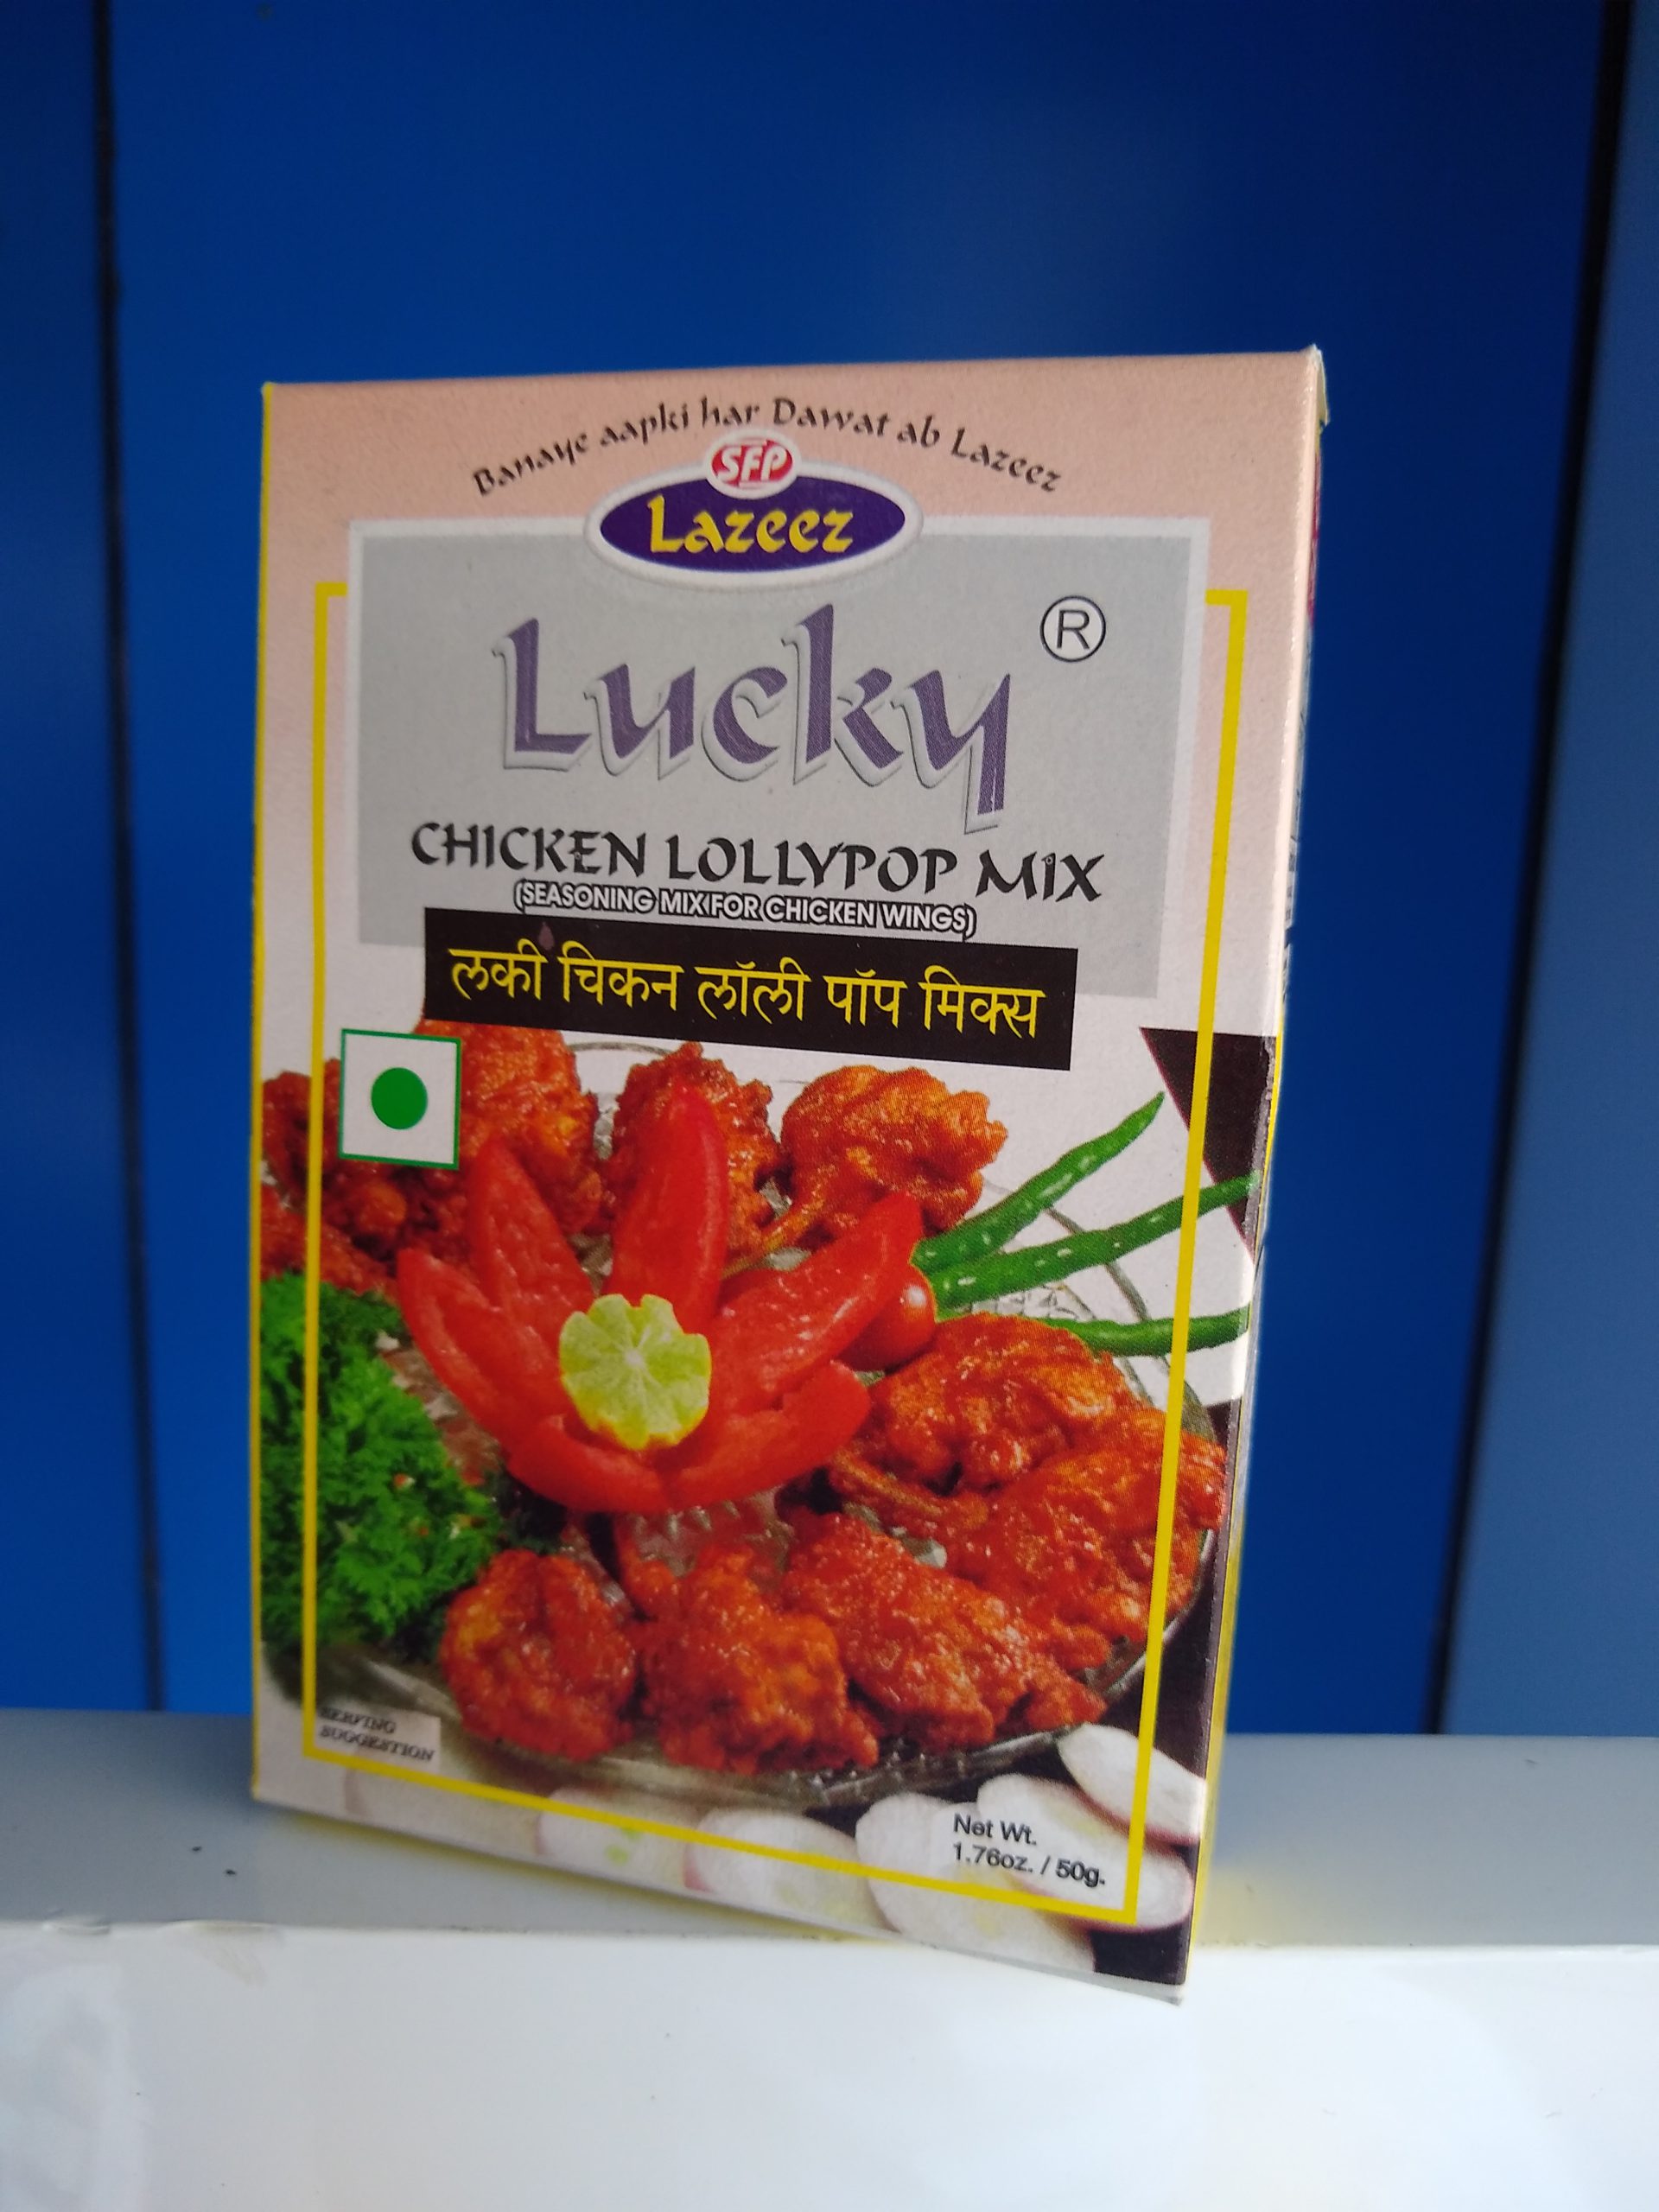 Banaye aapki har Dawat ab Lazeez
SFP
Lazeez
Lucky ®
CHICKEN LOLLYPOP MIX
(SEASONING MIX FOR CHICKEN WINGS)
लकी चिकन लॉली पॉप मिक्स
SERVING
SUGGESTION
Net Wt.
1.76oz. / 50g.